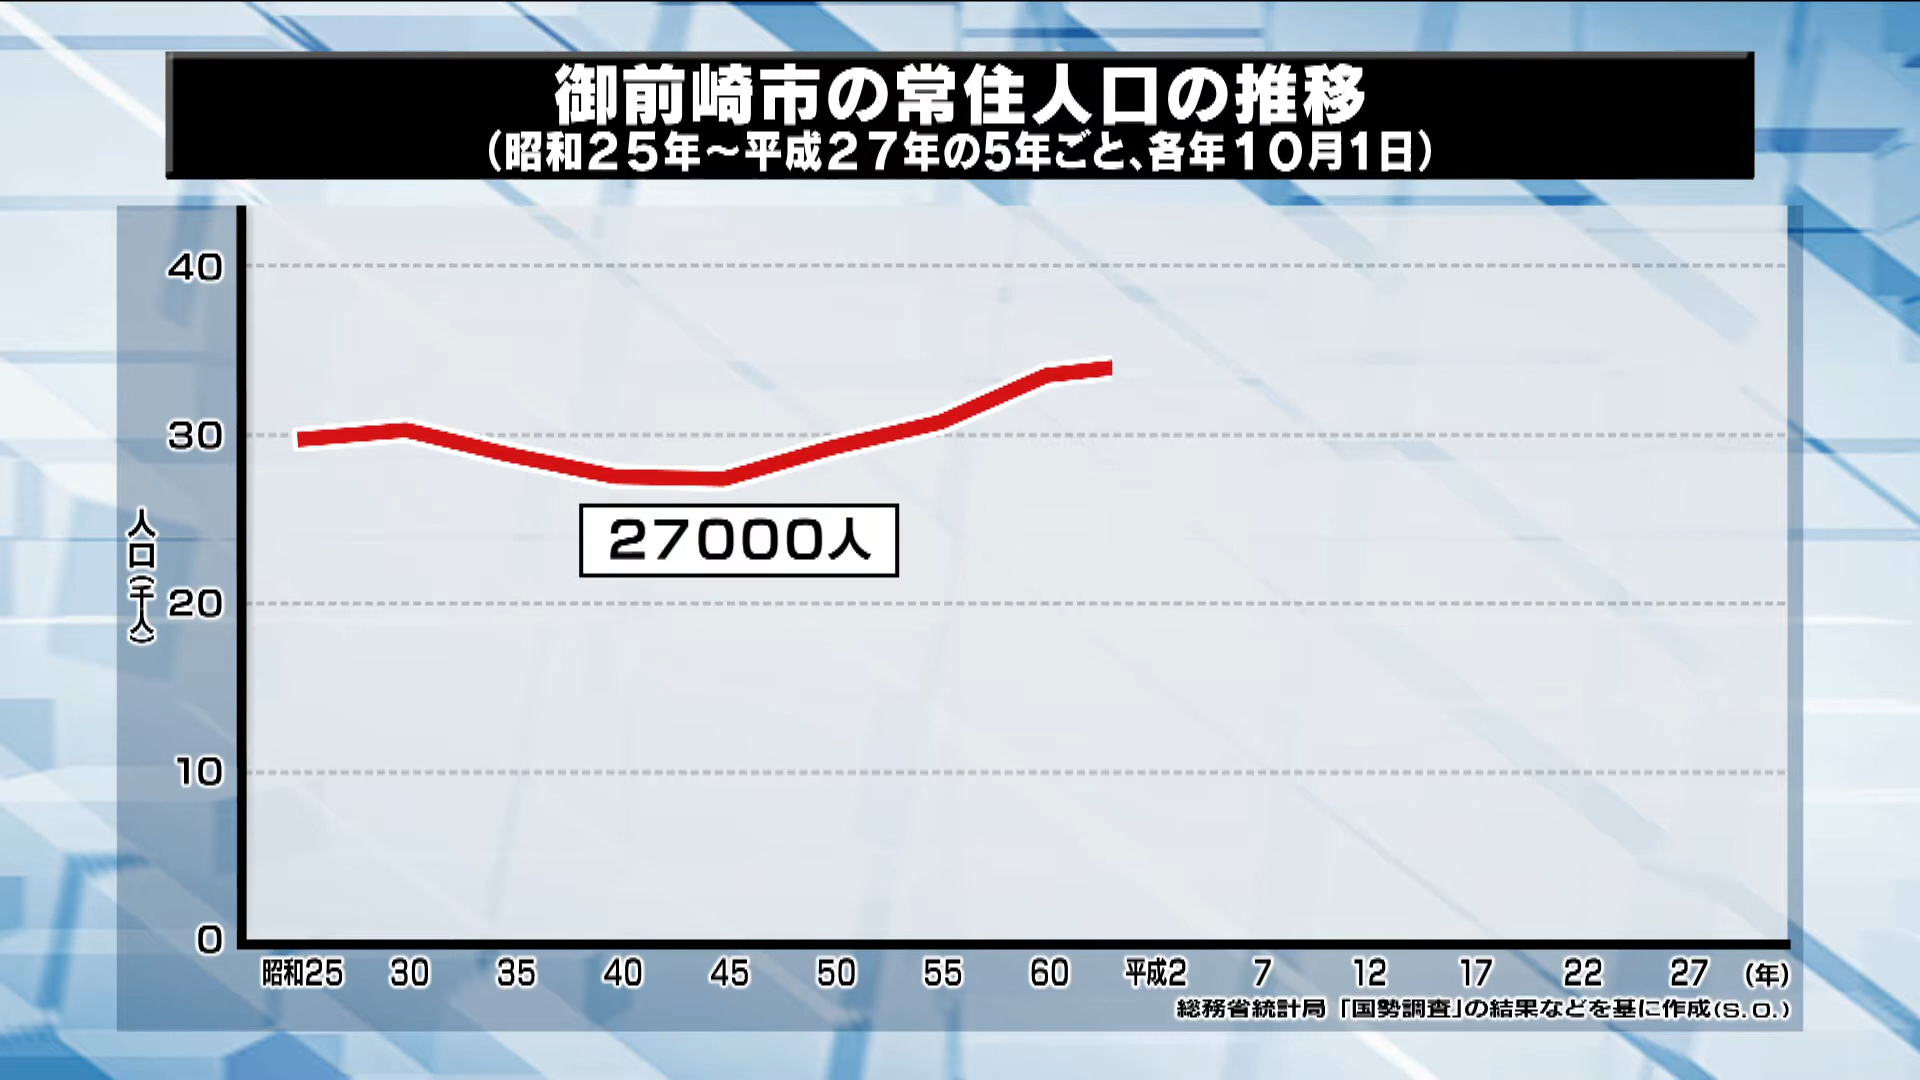 御前崎市の常住人口の推移
（昭和２５年～平成２７年の5年ごと、各年１０月1日）
40
30
20
10
0
人口（千人）
27000人
昭和25 30 35 40 45 50 55 60 平成2 7 12 17 22 27 (年)
総務省統計局「国勢調査」の結果などを基に作成(S.O.)